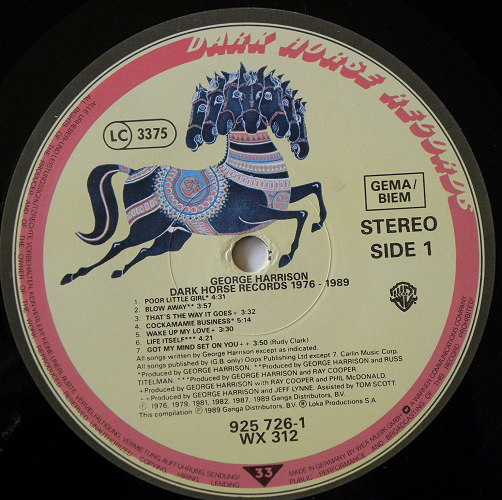 DARK HORSE RECORDS
LC 3375
GEMA/
BIEM
STEREO
SIDE 1
GEORGE HARRISON
DARK HORSE RECORDS 1976 - 1989
1. POOR LITTLE GIRL* 4:31
2. BLOW AWAY** 3:57
3. THAT'S THE WAY IT GOES + 3:32
4. COCKAMAMIE BUSINESS* 5:14
5. WAKE UP MY LOVE + 3:30
6. LIFE ITSELF*** 4:21
7. GOT MY MIND SET ON YOU + + 3:50 (Rudy Clark)
All songs written by George Harrison except as indicated.
All songs published by (G.B. only) Oops Publishing Ltd except 7. Carlin Music Corp.
*Produced by GEORGE HARRISON. **Produced by GEORGE HARRISON and RUSS
TITELMAN. ***Produced by GEORGE HARRISON and RAY COOPER.
+Produced by GEORGE HARRISON with RAY COOPER and PHIL McDONALD.
++Produced by GEORGE HARRISON and JEFF LYNNE. Assisted by TOM SCOTT.
℗ 1976, 1979, 1981, 1982, 1987, 1989 Ganga Distributors, B.V.
This compilation ℗ 1989 Ganga Distributors, B.V. ® Loka Productions S.A.
925 726-1
WX 312
33
MADE IN GERMANY BY WEA MUSIK GMBH
A WARNER COMMUNICATIONS COMPANY